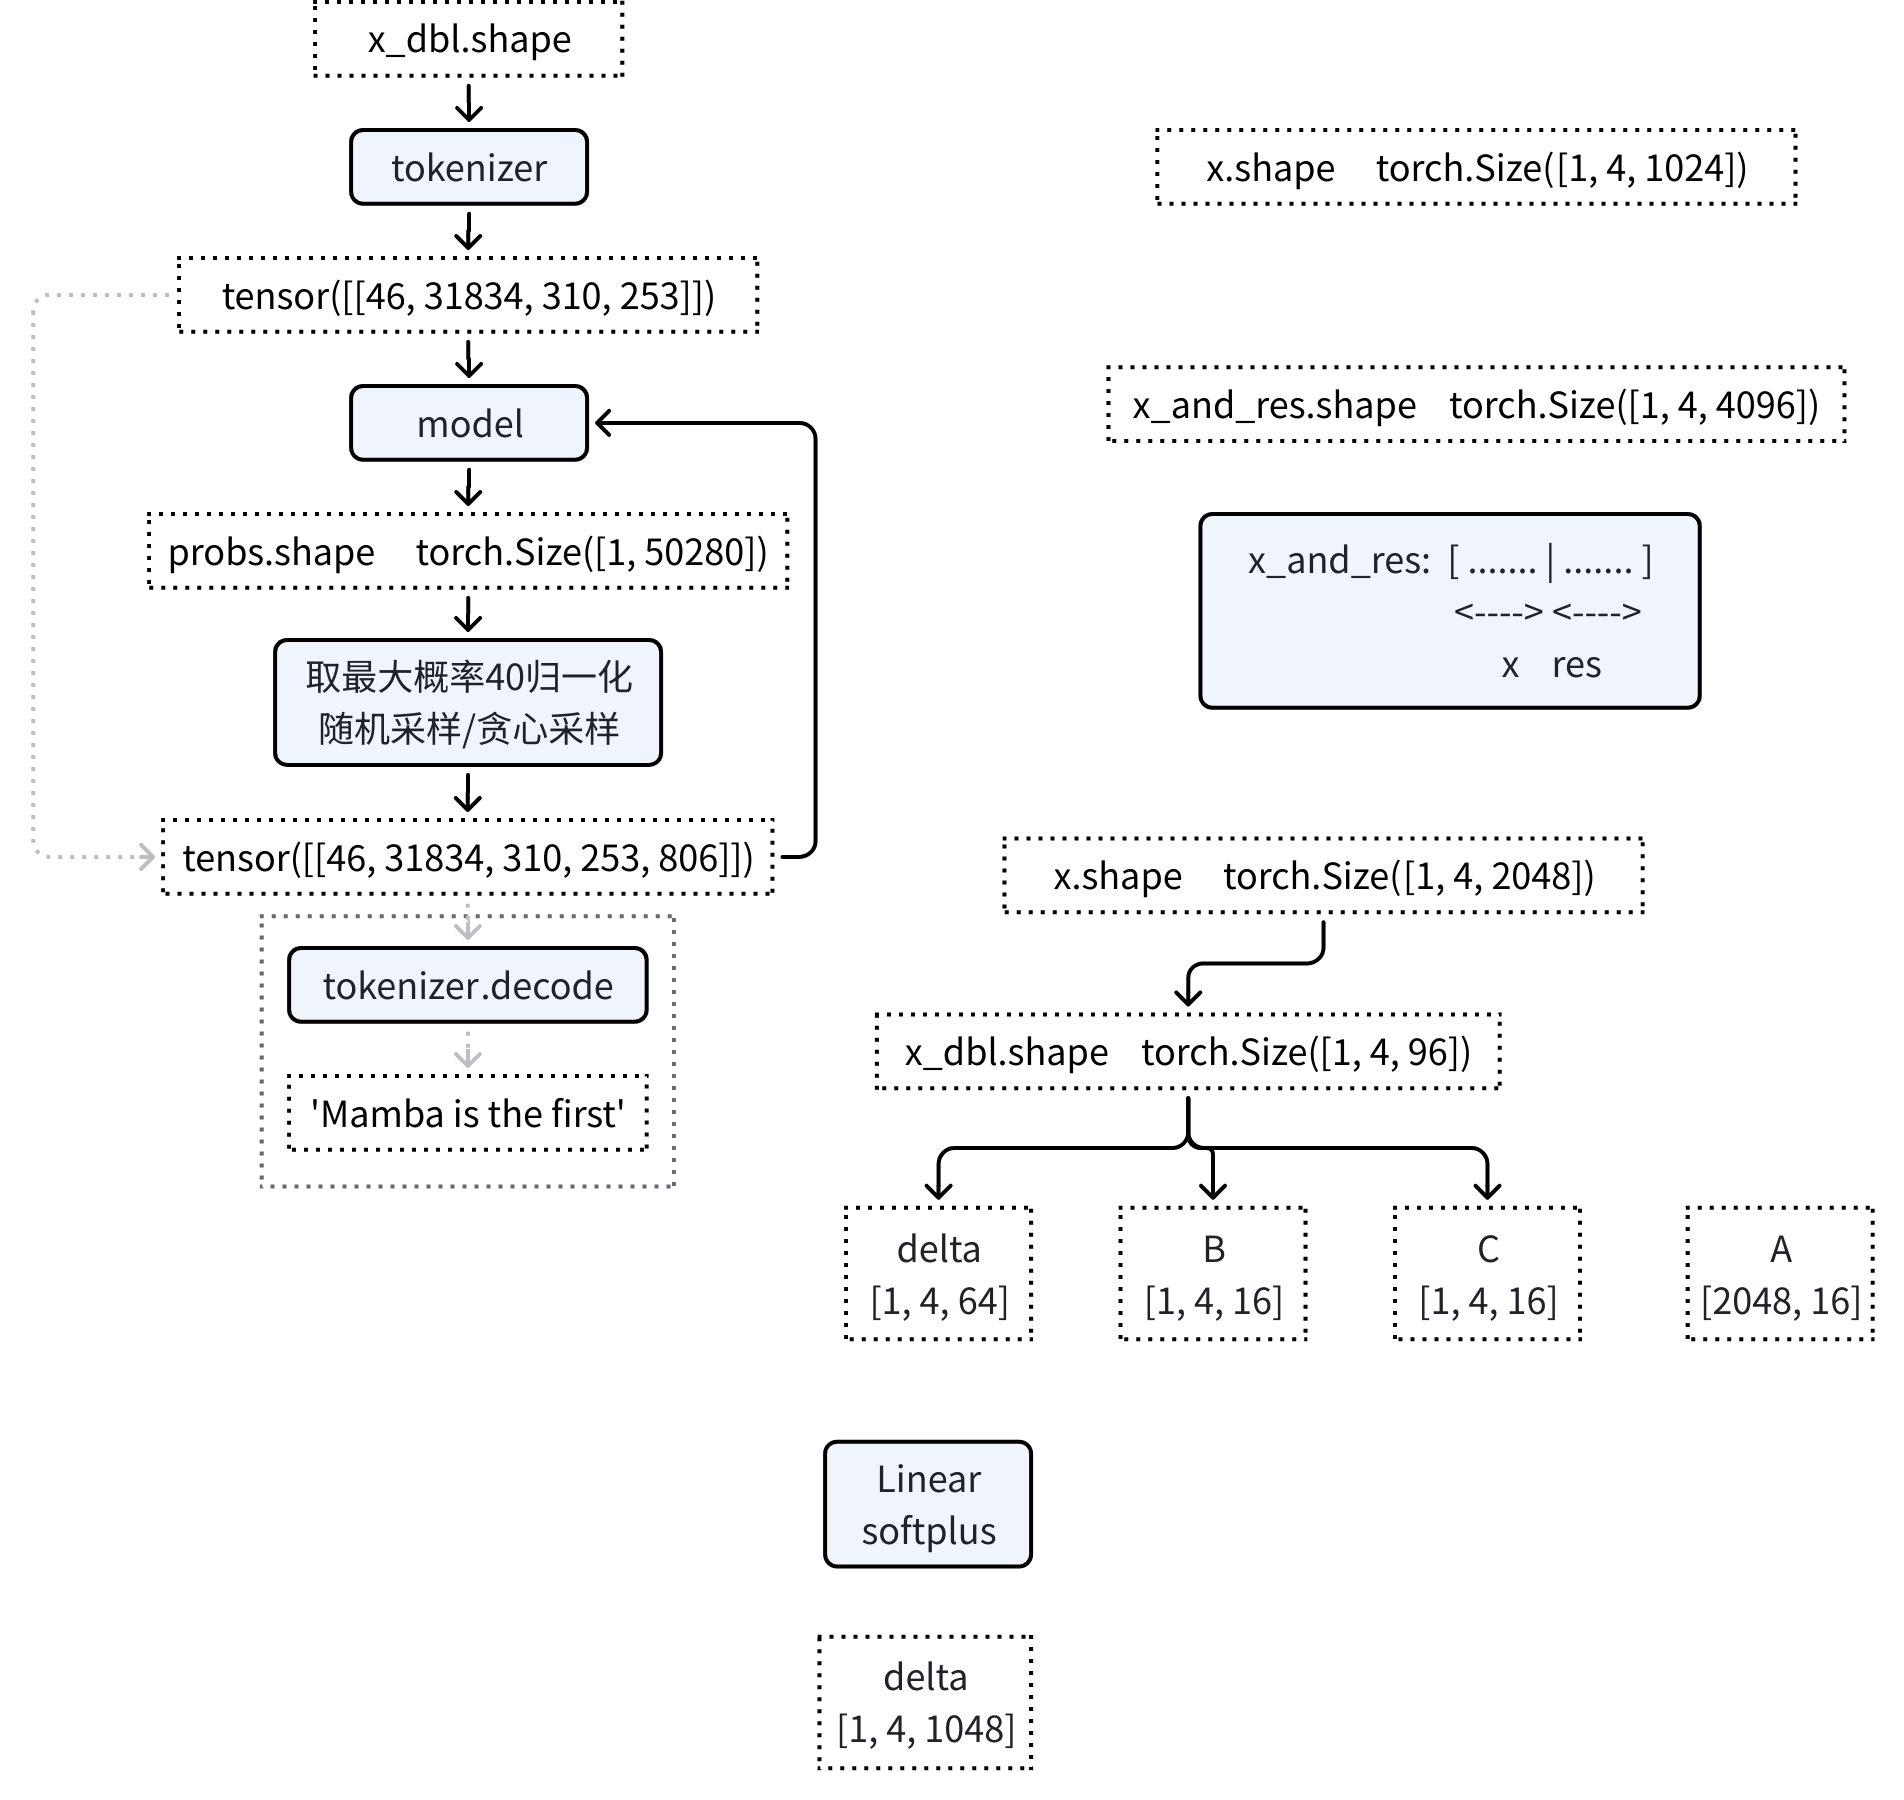 x_dbl.shape
tokenizer
tensor([[46, 31834, 310, 253]])
model
probs.shape torch.Size([1, 50280])
取最大概率40归一化
随机采样/贪心采样
tensor([[46, 31834, 310, 253, 806]])
tokenizer.decode
'Mamba is the first'
x.shape torch.Size([1, 4, 1024])
x_and_res.shape torch.Size([1, 4, 4096])
x_and_res: [ ....... | ....... ]
<----> <---->
x res
x.shape torch.Size([1, 4, 2048])
x_dbl.shape torch.Size([1, 4, 96])
delta
[1, 4, 64]
B
[1, 4, 16]
C
[1, 4, 16]
A
[2048, 16]
Linear
softplus
delta
[1, 4, 1048]